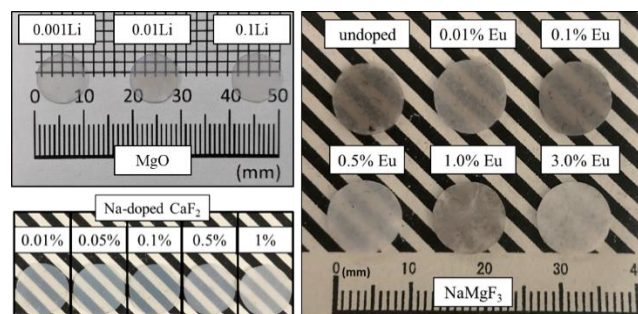 0.001Li 0.01Li 0.1Li
0 10 20 30 40 50
MgO
(mm)
Na-doped CaF₂
0.01% 0.05% 0.1% 0.5% 1%
undoped 0.01% Eu 0.1% Eu
0.5% Eu 1.0% Eu 3.0% Eu
0 (mm) 10 20 30 4
NaMgF₃